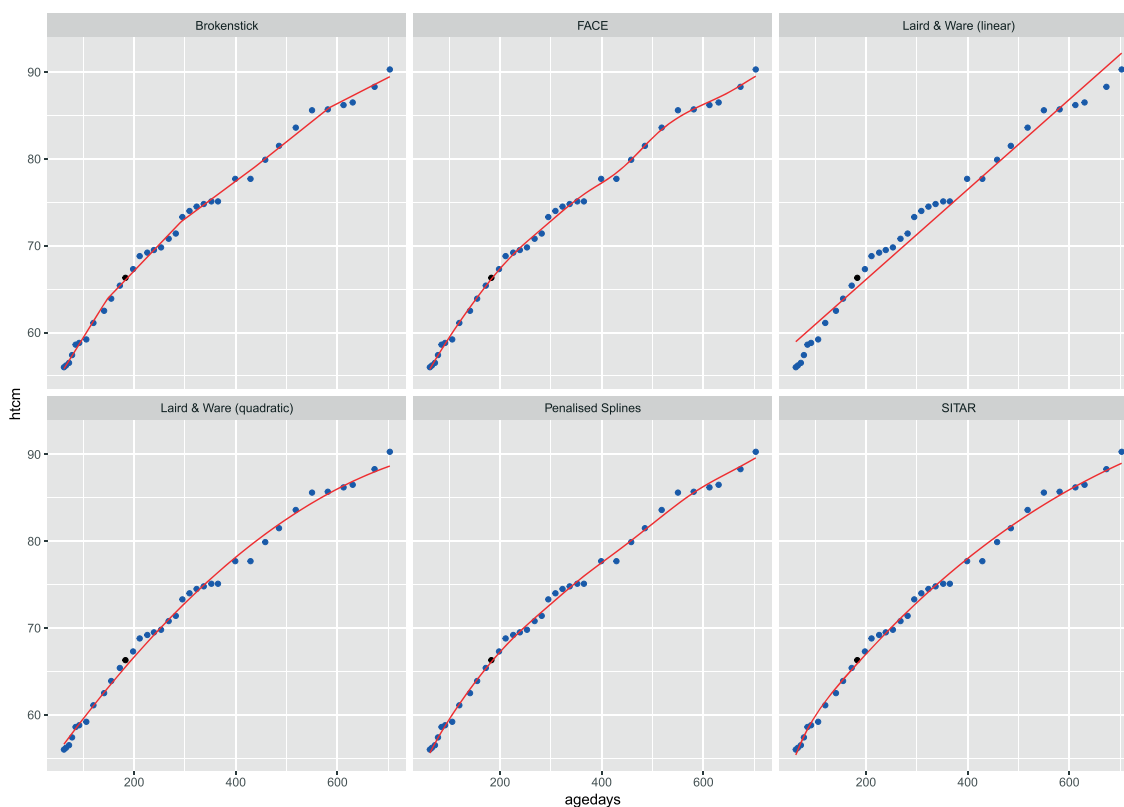 Brokenstick
FACE
Laird & Ware (linear)
90
80
70
60
htcm
Laird & Ware (quadratic)
Penalised Splines
SITAR
90
80
70
60
200
400
600
200
400
600
200
400
600
agedays